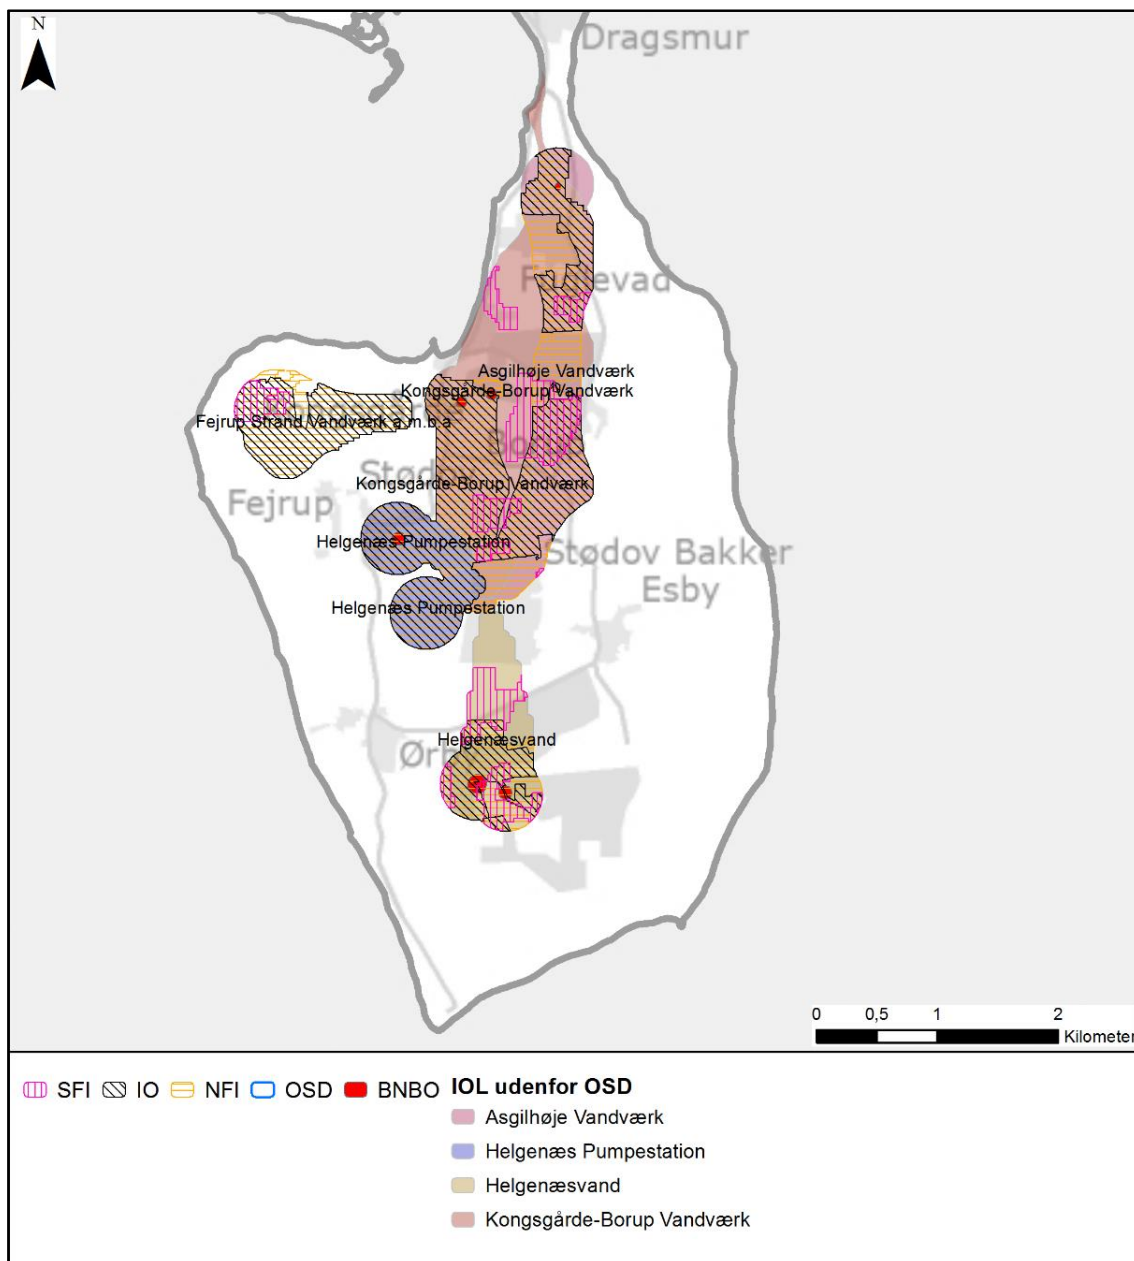 N
Dragsmur
Asgilhøje Vandværk
Kongsgårde-Borup Vandværk
Fejrup Strand Vandværk a.m.b.a
Kongsgårde-Borup Vandværk
Fejrup
Helgenæs Pumpestation
Stødov Bakker
Esby
Helgenæs Pumpestation
Helgenæsvand
0 0,5 1 2
Kilometer
SFI IO NFI OSD BNBO
IOL udenfor OSD
Asgilhøje Vandværk
Helgenæs Pumpestation
Helgenæsvand
Kongsgårde-Borup Vandværk